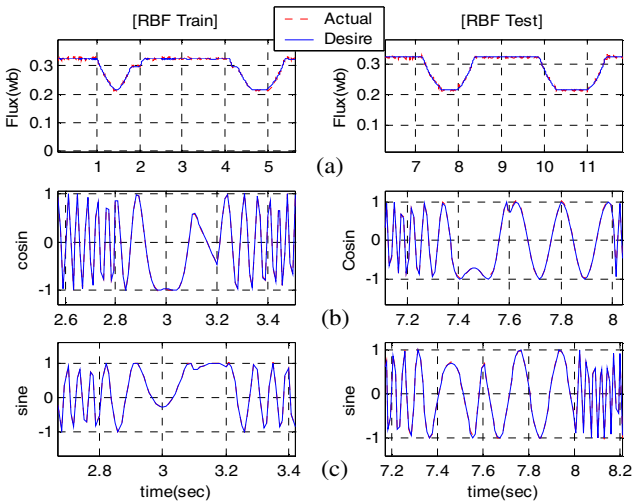 [RBF Train]
Actual
Desire
[RBF Test]
Flux(wb)
0.3
0.2
0.1
0
1 2 3 4 5
(a)
Flux(wb)
0.3
0.2
0.1
7 8 9 10 11
cosin
1
0
-1
2.6 2.8 3 3.2 3.4
(b)
Cosin
1
0
-1
7.2 7.4 7.6 7.8 8
sine
1
0
-1
2.8 3 3.2 3.4
time(sec)
(c)
sine
1
0
-1
7.2 7.4 7.6 7.8 8 8.2
time(sec)